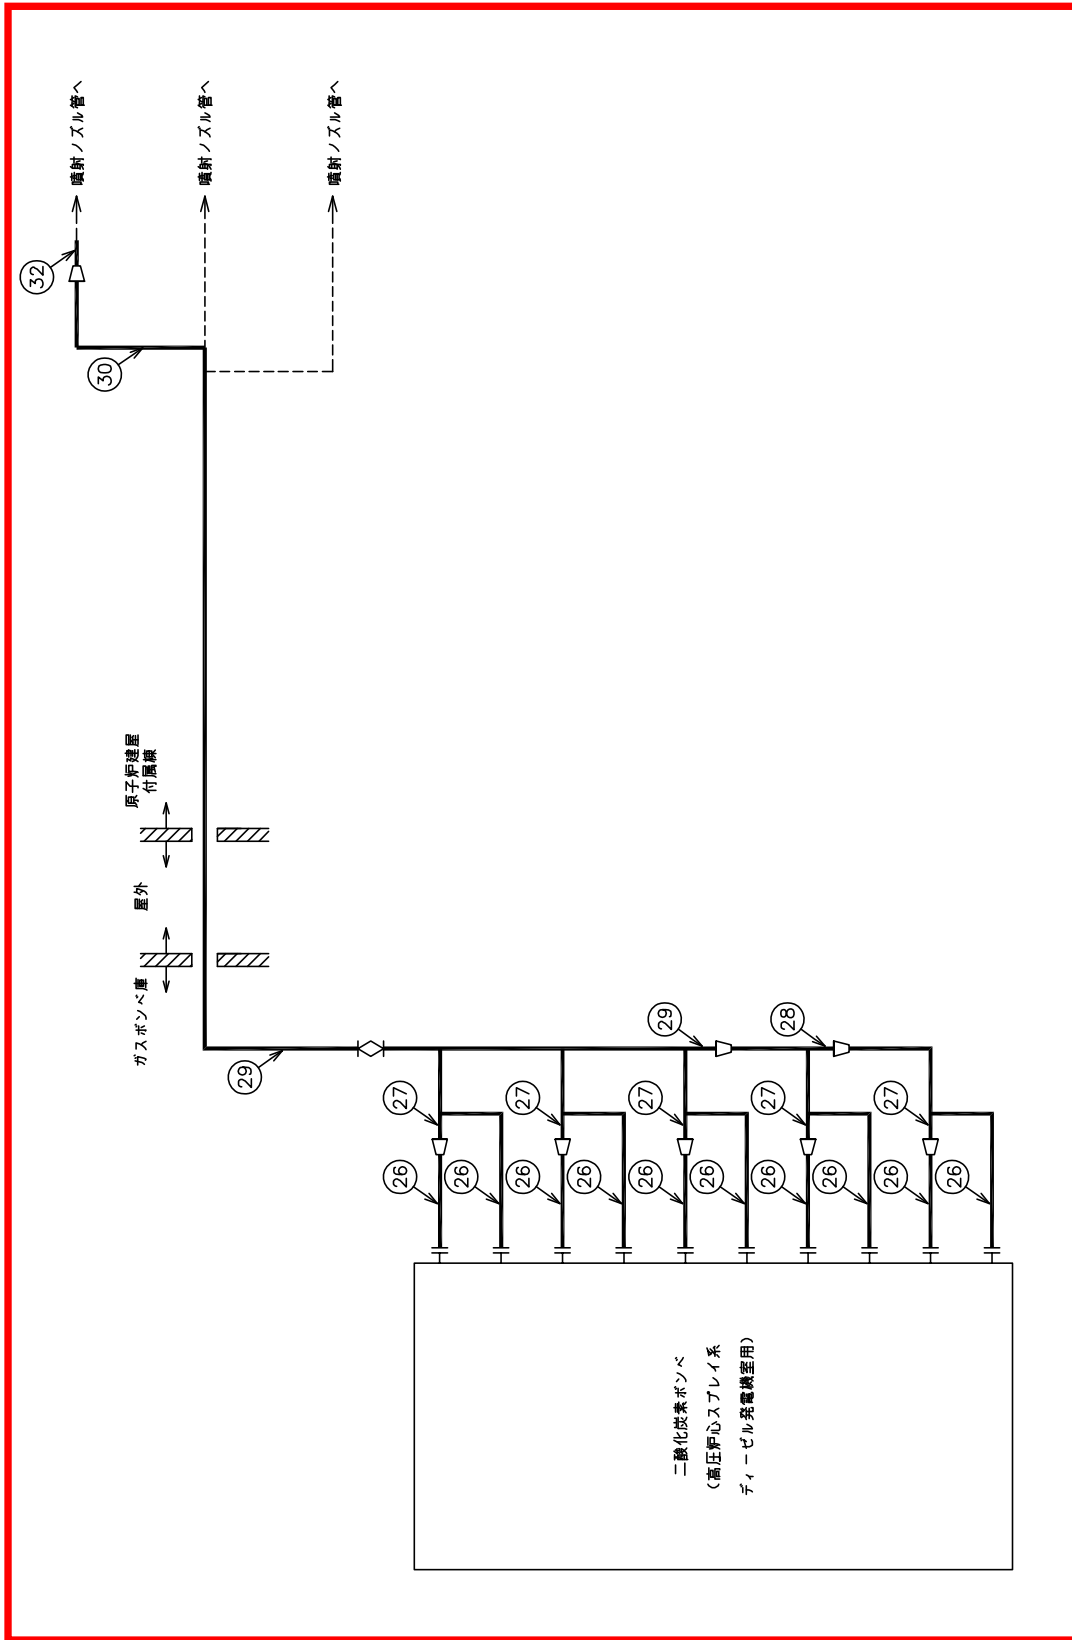 噴射ノズル管へ
噴射ノズル管へ
噴射ノズル管へ
32
30
原子炉建屋
付属棟
屋外
ガスボンベ庫
29
29
28
27
27
27
27
27
26
26
26
26
26
26
26
26
26
26
二酸化炭素ボンベ
(高圧炉心スプレイ系
ディーゼル発電機室用)